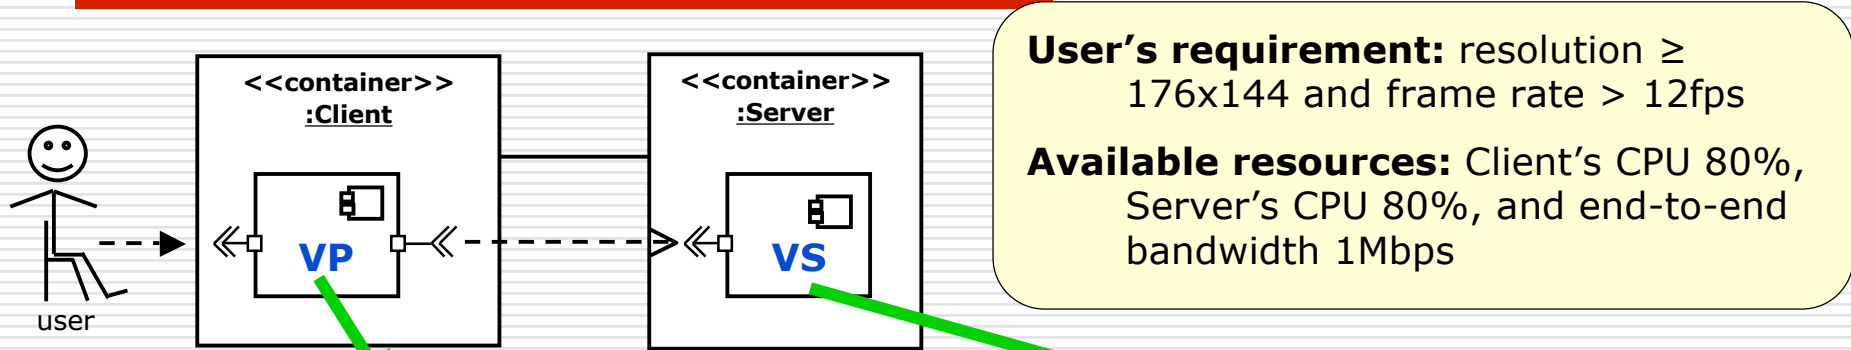 <<container>>
:Client
VP
user
<<container>>
:Server
VS
User’s requirement: resolution ≥
176x144 and frame rate > 12fps
Available resources: Client’s CPU 80%,
Server’s CPU 80%, and end-to-end
bandwidth 1Mbps